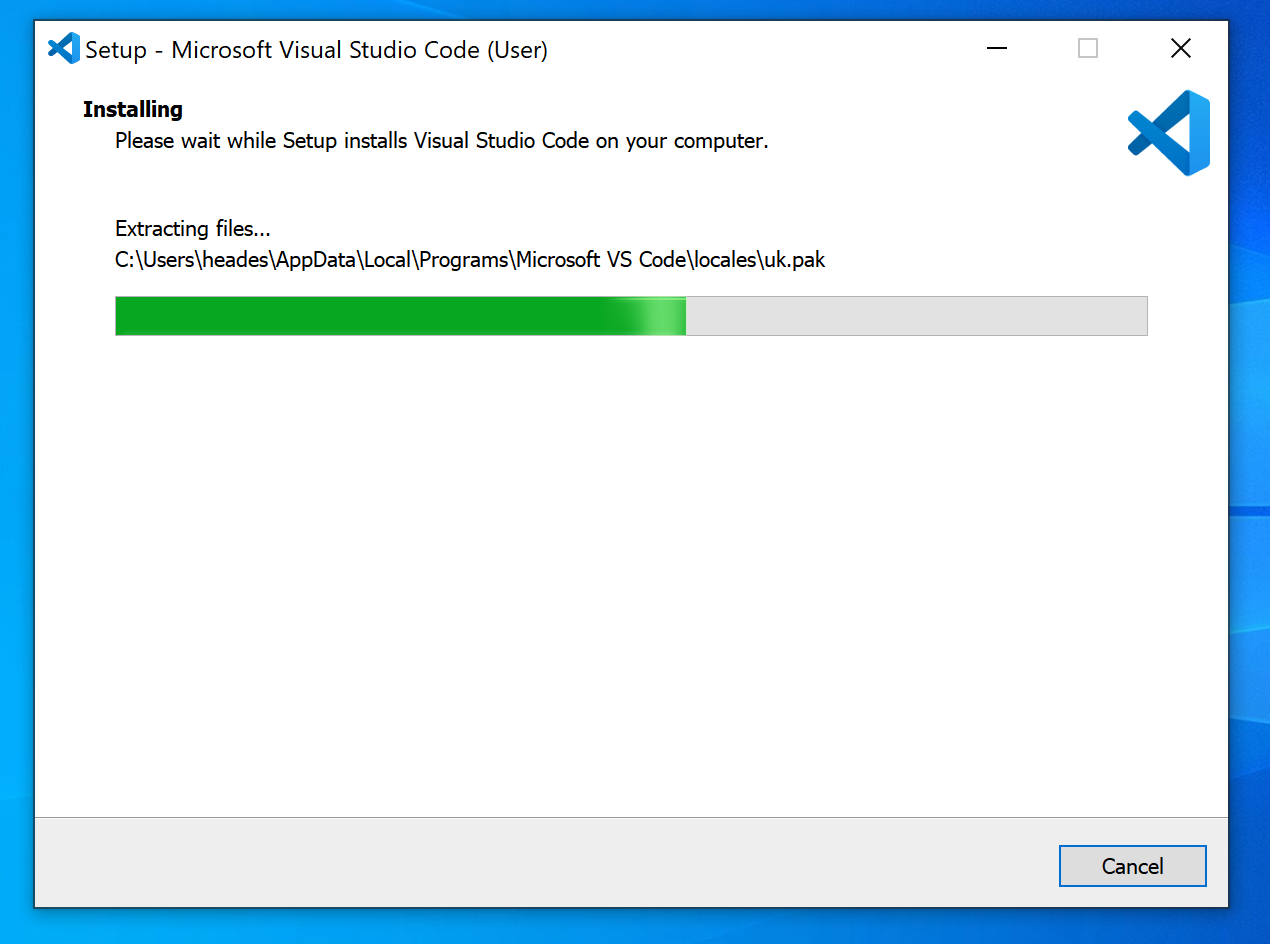 Setup - Microsoft Visual Studio Code (User)
Installing
Please wait while Setup installs Visual Studio Code on your computer.
Extracting files...
C:\Users\heades\AppData\Local\Programs\Microsoft VS Code\locales\uk.pak
Cancel